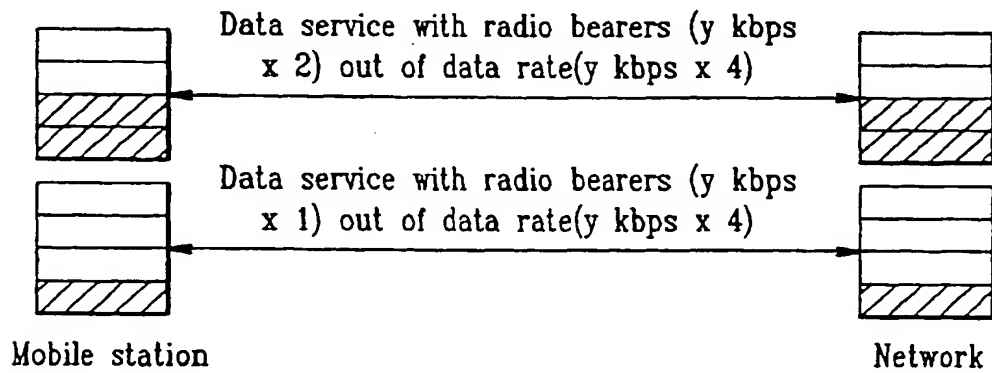 Data service with radio bearers (y kbps
x 2) out of data rate(y kbps x 4)
Data service with radio bearers (y kbps
x 1) out of data rate(y kbps x 4)
Mobile station
Network